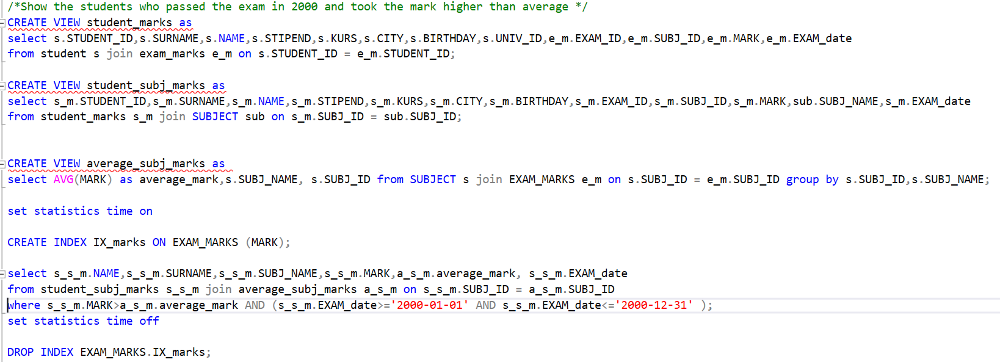 /*Show the students who passed the exam in 2000 and took the mark higher than average */
CREATE VIEW student_marks as
select s.STUDENT_ID,s.SURNAME,s.NAME,s.STIPEND,s.KURS,s.CITY,s.BIRTHDAY,s.UNIV_ID,e_m.EXAM_ID,e_m.SUBJ_ID,e_m.MARK,e_m.EXAM_date
from student s join exam_marks e_m on s.STUDENT_ID = e_m.STUDENT_ID;
CREATE VIEW student_subj_marks as
select s_m.STUDENT_ID,s_m.SURNAME,s_m.NAME,s_m.STIPEND,s_m.KURS,s_m.CITY,s_m.BIRTHDAY,s_m.EXAM_ID,s_m.SUBJ_ID,s_m.MARK,sub.SUBJ_NAME,s_m.EXAM_date
from student_marks s_m join SUBJECT sub on s_m.SUBJ_ID = sub.SUBJ_ID;
CREATE VIEW average_subj_marks as
select AVG(MARK) as average_mark,s.SUBJ_NAME, s.SUBJ_ID from SUBJECT s join EXAM_MARKS e_m on s.SUBJ_ID = e_m.SUBJ_ID group by s.SUBJ_ID,s.SUBJ_NAME;
set statistics time on
CREATE INDEX IX_marks ON EXAM_MARKS (MARK);
select s_s_m.NAME,s_s_m.SURNAME,s_s_m.SUBJ_NAME,s_s_m.MARK,a_s_m.average_mark, s_s_m.EXAM_date
from student_subj_marks s_s_m join average_subj_marks a_s_m on s_s_m.SUBJ_ID = a_s_m.SUBJ_ID
where s_s_m.MARK>a_s_m.average_mark AND (s_s_m.EXAM_date>='2000-01-01' AND s_s_m.EXAM_date<='2000-12-31' );
set statistics time off
DROP INDEX EXAM_MARKS.IX_marks;